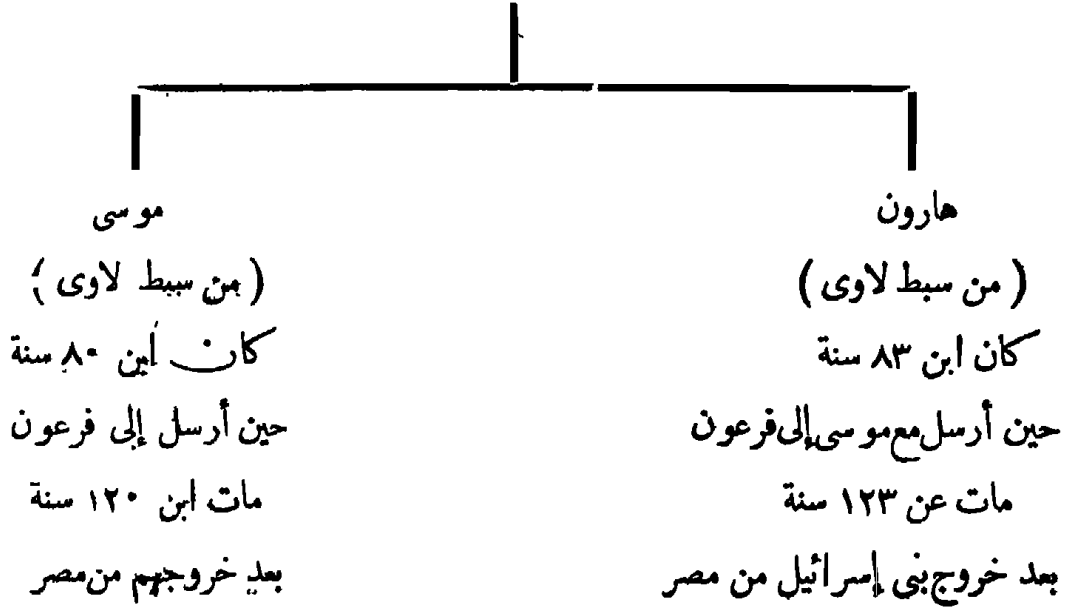 هارون
( من سبط لاوى )
كان ابن ٨٣ سنة
حين أرسل مع موسى إلى فرعون
مات عن ١٢٣ سنة
بعد خروج بنى إسرائيل من مصر
موسى
( من سبط لاوى )
كان ابن ٨٠ سنة
حين أرسل إلى فرعون
مات ابن ١٢٠ سنة
بعد خروجهم من مصر